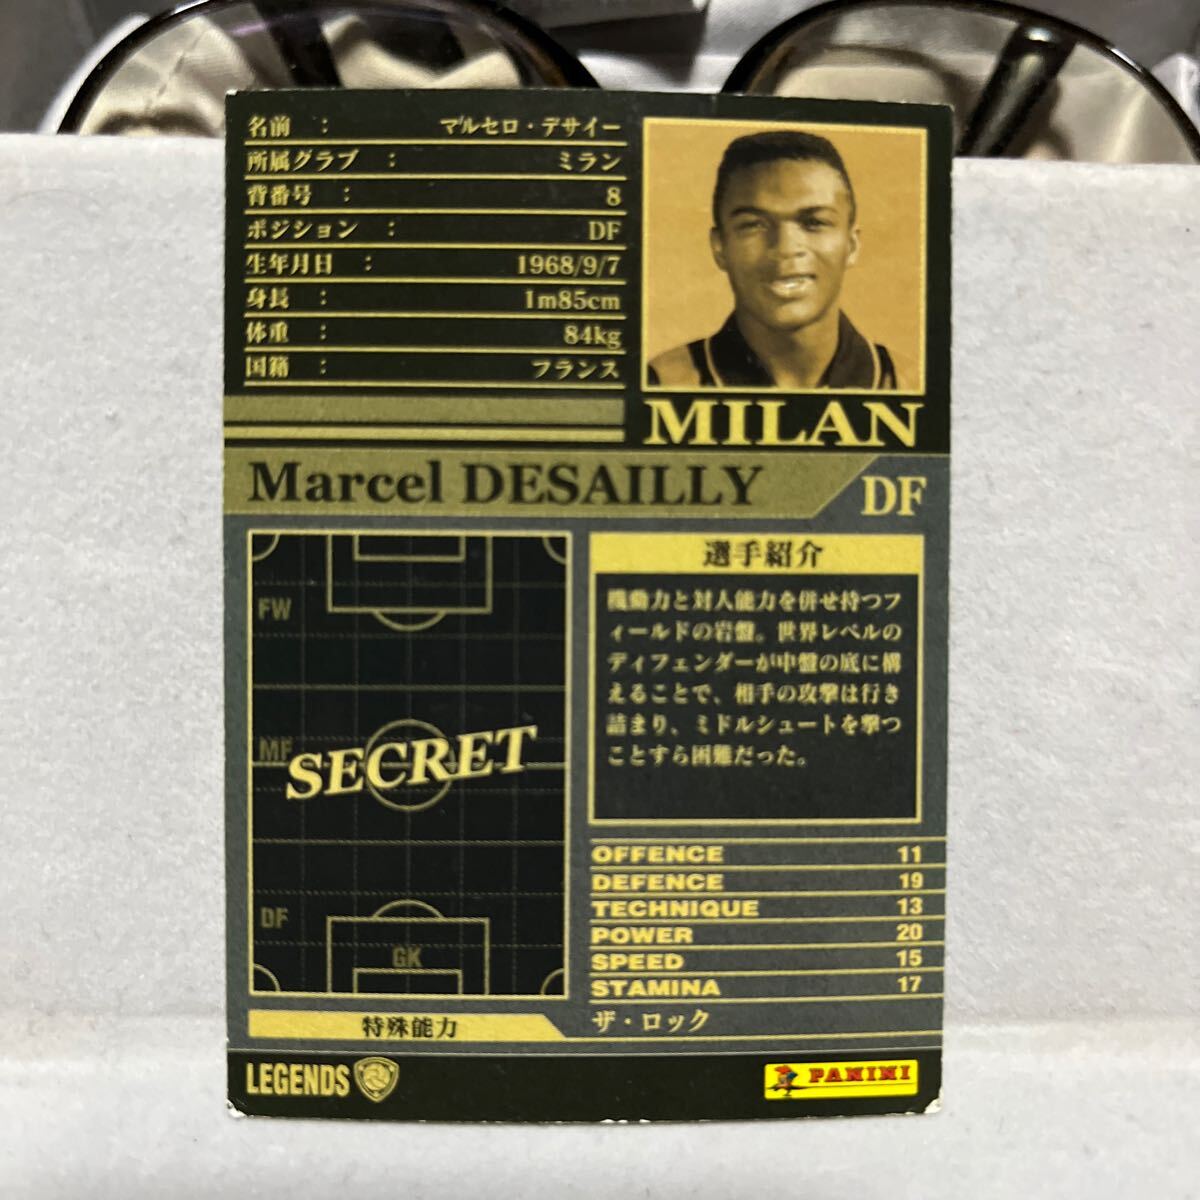 名前 ： マルセロ・デサイー
所属クラブ ： ミラン
背番号 ： 8
ポジション ： DF
生年月日 ： 1968/9/7
身長 ： 1m85cm
体重 ： 84kg
国籍 ： フランス
MILAN
Marcel DESAILLY
DF
FW
MF
SECRET
DF
GK
選手紹介
機動力と対人能力を併せ持つフ
ィールドの岩盤。世界レベルの
ディフェンダーが中盤の底に構
えることで、相手の攻撃は行き
詰まり、ミドルシュートを撃つ
ことすら困難だった。
OFFENCE 11
DEFENCE 19
TECHNIQUE 13
POWER 20
SPEED 15
STAMINA 17
特殊能力 ザ・ロック
LEGENDS
PANINI